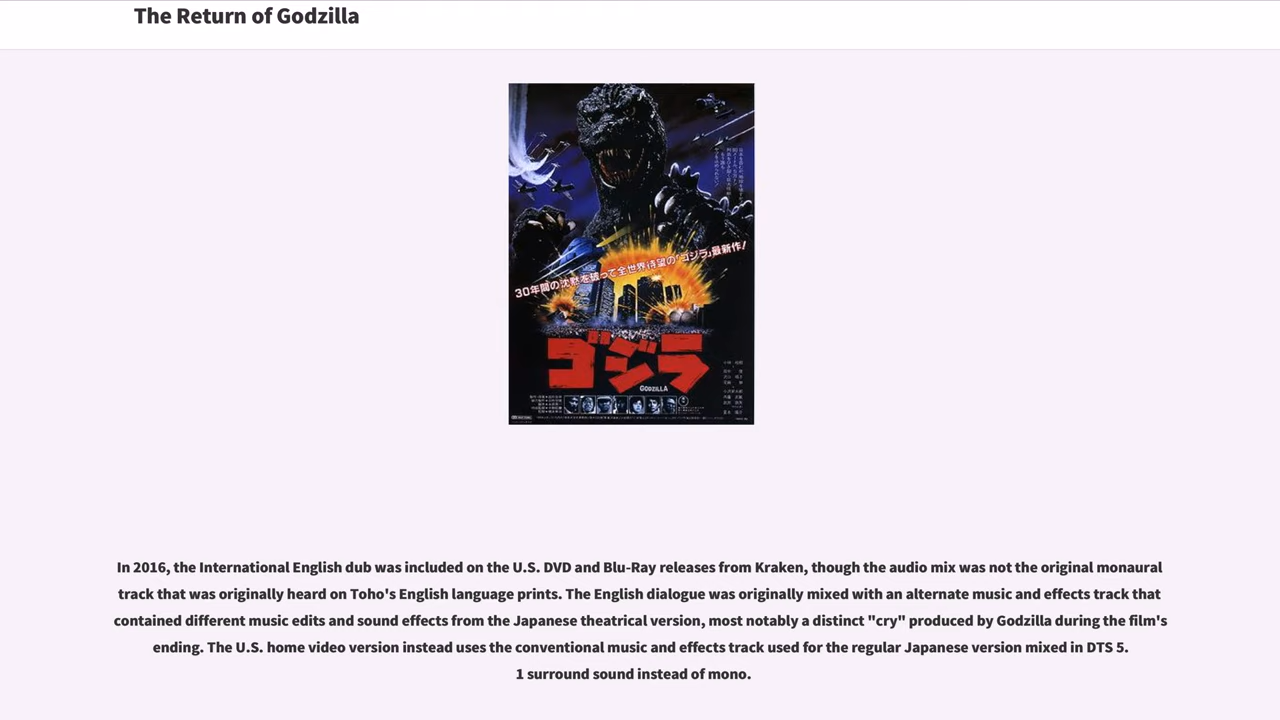 The Return of Godzilla
30年間の沈黙を破って全世界待望の「ゴジラ」最新作!
ゴジラ
GODZILLA
In 2016, the International English dub was included on the U.S. DVD and Blu-Ray releases from Kraken, though the audio mix was not the original monaural
track that was originally heard on Toho's English language prints. The English dialogue was originally mixed with an alternate music and effects track that
contained different music edits and sound effects from the Japanese theatrical version, most notably a distinct "cry" produced by Godzilla during the film's
ending. The U.S. home video version instead uses the conventional music and effects track used for the regular Japanese version mixed in DTS 5.
1 surround sound instead of mono.